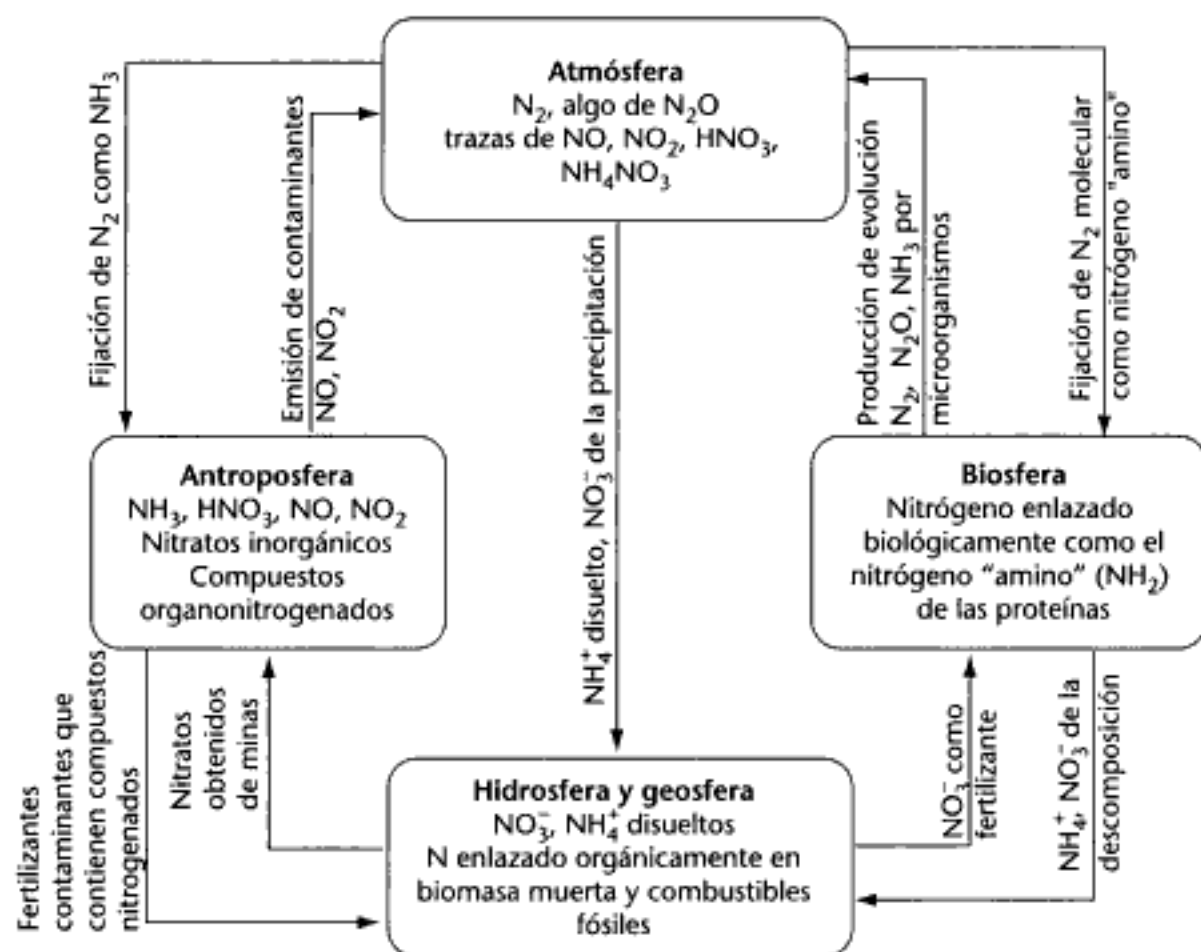 Atmósfera
N₂, algo de N₂O
trazas de NO, NO₂, HNO₃,
NH₄NO₃
Fijación de N₂ como NH₃
Emisión de contaminantes
NO, NO₂
NH₄⁺ disuelto, NO₃⁻ de la precipitación
Producción de evolución
N₂, N₂O, NH₃ por
microorganismos
Fijación de N₂ molecular
como nitrógeno "amino"
Antroposfera
NH₃, HNO₃, NO, NO₂
Nitratos inorgánicos
Compuestos
organonitrogenados
Biosfera
Nitrógeno enlazado
biológicamente como el
nitrógeno “amino” (NH₂)
de las proteínas
Fertilizantes
contaminantes que
contienen compuestos
nitrogenados
Nitratos
obtenidos
de minas
NO₃⁻ como
fertilizante
NH₄⁺, NO₃⁻ de la
descomposición
Hidrosfera y geosfera
NO₃⁻, NH₄⁺ disueltos
N enlazado orgánicamente en
biomasa muerta y combustibles
fósiles